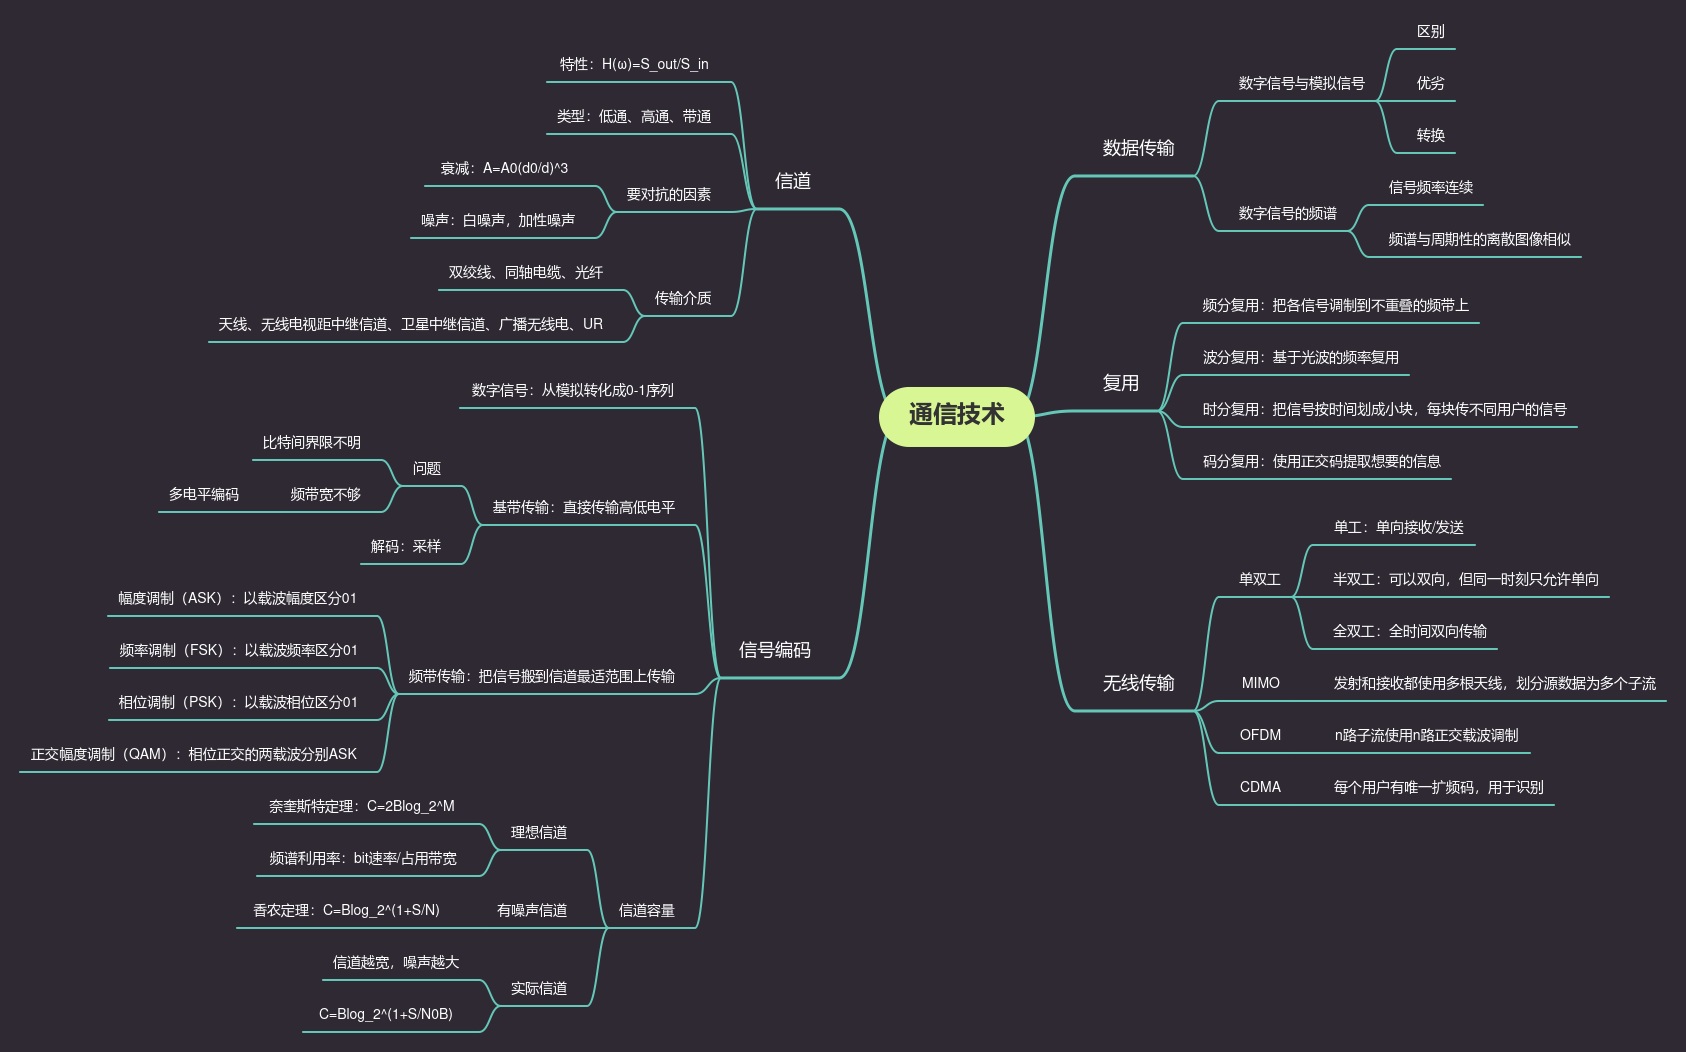 通信技术
数据传输
数字信号与模拟信号
区别
优劣
转换
数字信号的频谱
信号频率连续
频谱与周期性的离散图像相似
复用
频分复用：把各信号调制到不重叠的频带上
波分复用：基于光波的频率复用
时分复用：把信号按时间划成小块，每块传不同用户的信号
码分复用：使用正交码提取想要的信息
无线传输
单双工
单工：单向接收/发送
半双工：可以双向，但同一时刻只允许单向
全双工：全时间双向传输
MIMO
发射和接收都使用多根天线，划分源数据为多个子流
OFDM
n路子流使用n路正交载波调制
CDMA
每个用户有唯一扩频码，用于识别
信道
特性：H(ω)=S_out/S_in
类型：低通、高通、带通
要对抗的因素
衰减：A=A0(d0/d)^3
噪声：白噪声，加性噪声
传输介质
双绞线、同轴电缆、光纤
天线、无线电视距中继信道、卫星中继信道、广播无线电、UR
信号编码
数字信号：从模拟转化成0-1序列
基带传输：直接传输高低电平
问题
比特间界限不明
频带宽不够
多电平编码
解码：采样
频带传输：把信号搬到信道最适范围上传输
幅度调制（ASK）：以载波幅度区分01
频率调制（FSK）：以载波频率区分01
相位调制（PSK）：以载波相位区分01
正交幅度调制（QAM）：相位正交的两载波分别ASK
信道容量
理想信道
奈奎斯特定理：C=2Blog_2^M
频谱利用率：bit速率/占用带宽
有噪声信道
香农定理：C=Blog_2^(1+S/N)
实际信道
信道越宽，噪声越大
C=Blog_2^(1+S/N0B)